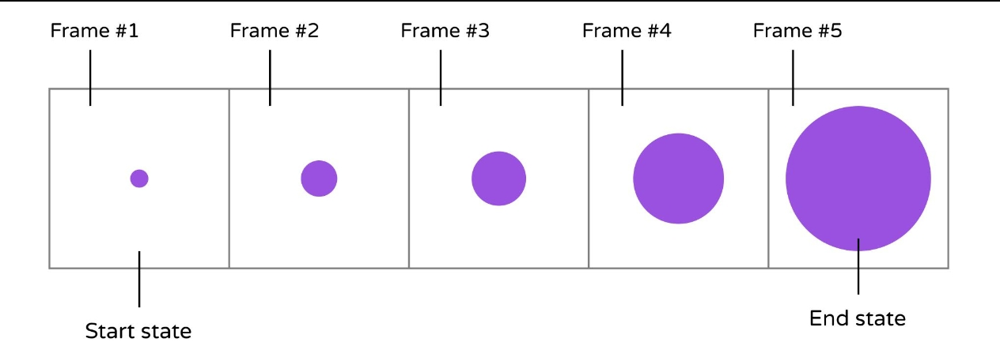 Frame #1
Frame #2
Frame #3
Frame #4
Frame #5
Start state
End state